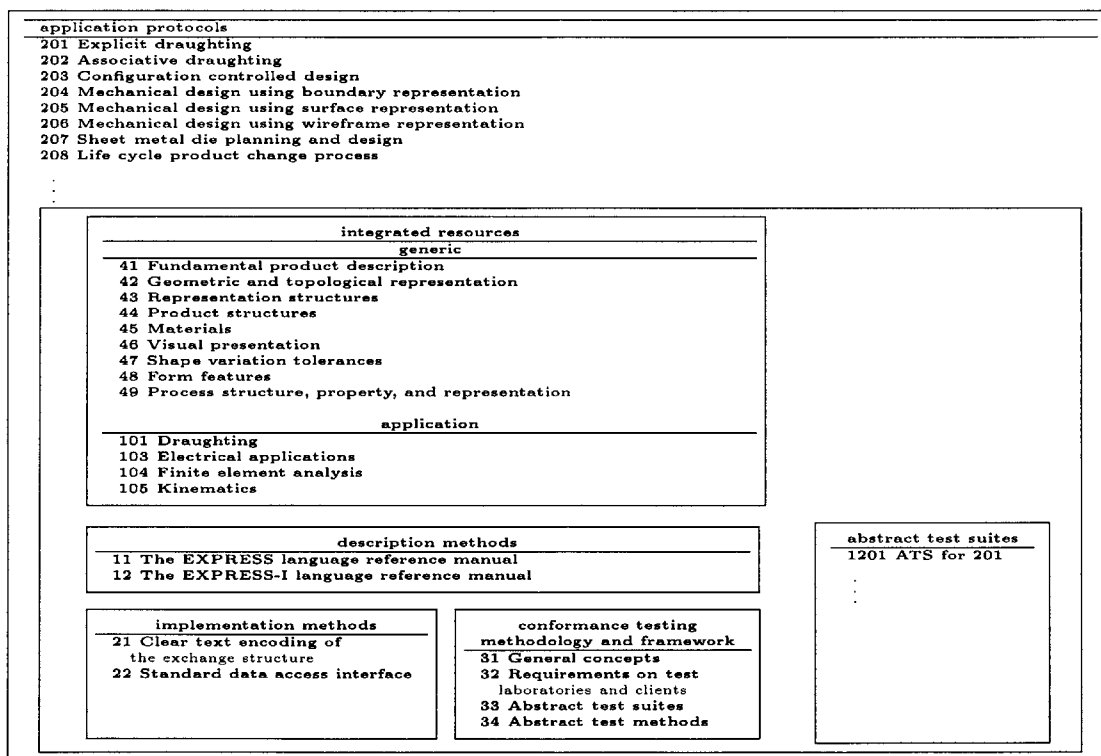 application protocols
201 Explicit draughting
202 Associative draughting
203 Configuration controlled design
204 Mechanical design using boundary representation
205 Mechanical design using surface representation
206 Mechanical design using wireframe representation
207 Sheet metal die planning and design
208 Life cycle product change process
.
.
.
integrated resources
generic
41 Fundamental product description
42 Geometric and topological representation
43 Representation structures
44 Product structures
45 Materials
46 Visual presentation
47 Shape variation tolerances
48 Form features
49 Process structure, property, and representation
application
101 Draughting
103 Electrical applications
104 Finite element analysis
105 Kinematics
description methods
11 The EXPRESS language reference manual
12 The EXPRESS-I language reference manual
abstract test suites
1201 ATS for 201
.
.
.
implementation methods
21 Clear text encoding of
the exchange structure
22 Standard data access interface
conformance testing
methodology and framework
31 General concepts
32 Requirements on test
laboratories and clients
33 Abstract test suites
34 Abstract test methods